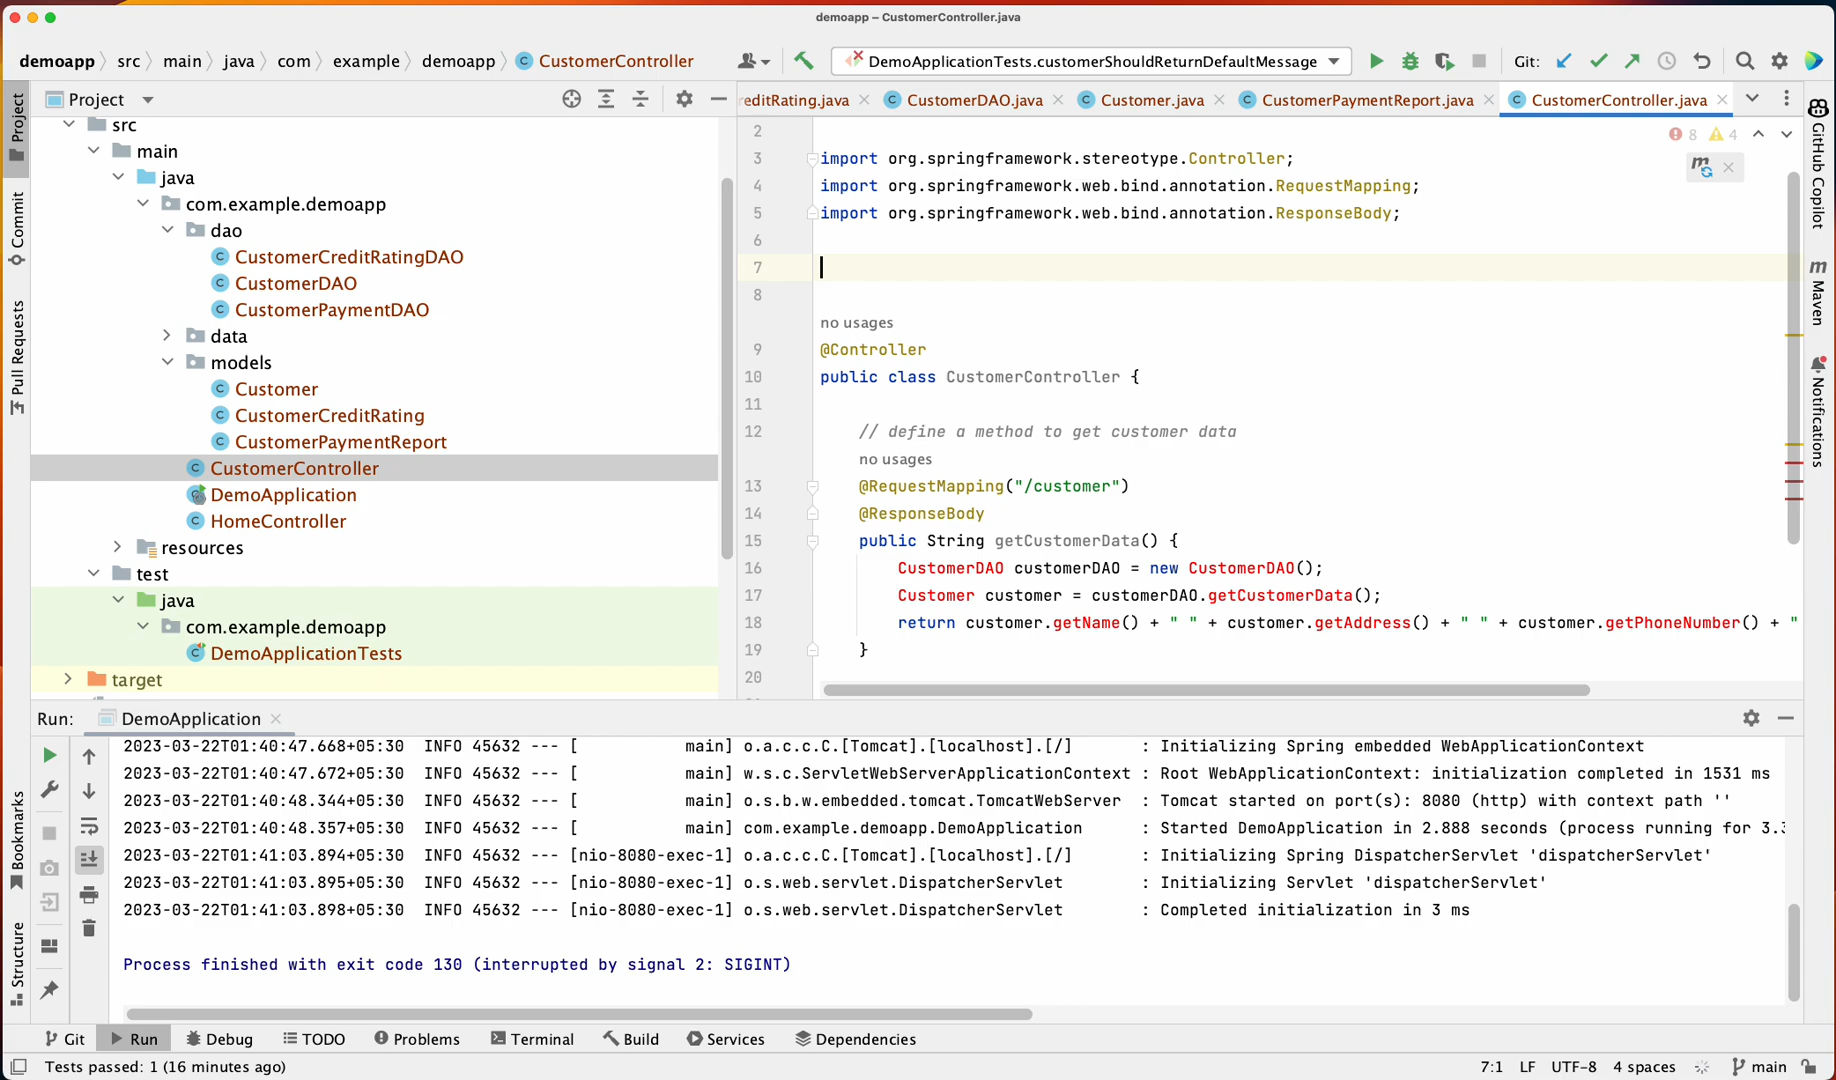 demoapp – CustomerController.java
demoapp src main java com example demoapp CustomerController DemoApplicationTests.customerShouldReturnDefaultMessage Git:
Project
reditRating.java CustomerDAO.java Customer.java CustomerPaymentReport.java CustomerController.java
Project
Commit
Pull Requests
Bookmarks
Structure
src
main
java
com.example.demoapp
dao
CustomerCreditRatingDAO
CustomerDAO
CustomerPaymentDAO
data
models
Customer
CustomerCreditRating
CustomerPaymentReport
CustomerController
DemoApplication
HomeController
resources
test
java
com.example.demoapp
DemoApplicationTests
target
8 4
2
3 import org.springframework.stereotype.Controller;
4 import org.springframework.web.bind.annotation.RequestMapping;
5 import org.springframework.web.bind.annotation.ResponseBody;
6
7
8
no usages
9 @Controller
10 public class CustomerController {
11
12 // define a method to get customer data
no usages
13 @RequestMapping("/customer")
14 @ResponseBody
15 public String getCustomerData() {
16 CustomerDAO customerDAO = new CustomerDAO();
17 Customer customer = customerDAO.getCustomerData();
18 return customer.getName() + " " + customer.getAddress() + " " + customer.getPhoneNumber() + "
19 }
20
GitHub Copilot
m Maven
Notifications
Run: DemoApplication
2023-03-22T01:40:47.668+05:30 INFO 45632 --- [ main] o.a.c.c.C.[Tomcat].[localhost].[/] : Initializing Spring embedded WebApplicationContext
2023-03-22T01:40:47.672+05:30 INFO 45632 --- [ main] w.s.c.ServletWebServerApplicationContext : Root WebApplicationContext: initialization completed in 1531 ms
2023-03-22T01:40:48.344+05:30 INFO 45632 --- [ main] o.s.b.w.embedded.tomcat.TomcatWebServer : Tomcat started on port(s): 8080 (http) with context path ''
2023-03-22T01:40:48.357+05:30 INFO 45632 --- [ main] com.example.demoapp.DemoApplication : Started DemoApplication in 2.888 seconds (process running for 3.3
2023-03-22T01:41:03.894+05:30 INFO 45632 --- [nio-8080-exec-1] o.a.c.c.C.[Tomcat].[localhost].[/] : Initializing Spring DispatcherServlet 'dispatcherServlet'
2023-03-22T01:41:03.895+05:30 INFO 45632 --- [nio-8080-exec-1] o.s.web.servlet.DispatcherServlet : Initializing Servlet 'dispatcherServlet'
2023-03-22T01:41:03.898+05:30 INFO 45632 --- [nio-8080-exec-1] o.s.web.servlet.DispatcherServlet : Completed initialization in 3 ms
Process finished with exit code 130 (interrupted by signal 2: SIGINT)
Git Run Debug TODO Problems Terminal Build Services Dependencies
Tests passed: 1 (16 minutes ago) 7:1 LF UTF-8 4 spaces main